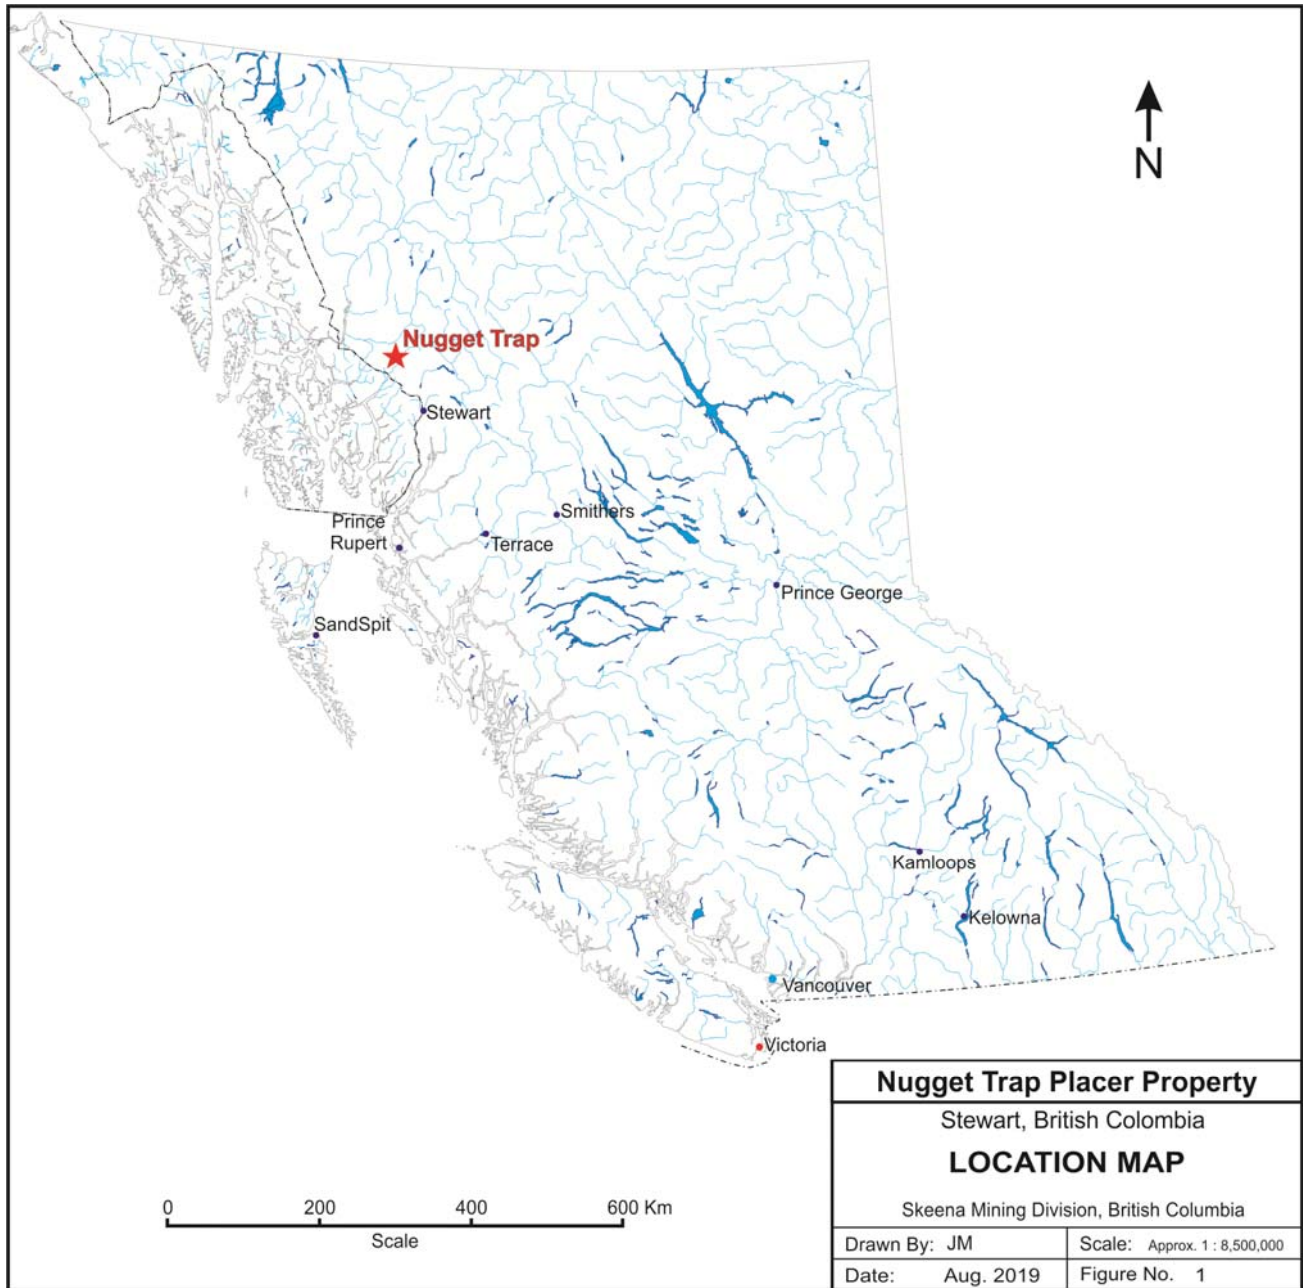 N
Nugget Trap
Stewart
Smithers
Prince
Rupert
Terrace
Prince George
SandSpit
Kamloops
Kelowna
Vancouver
Victoria
Nugget Trap Placer Property
Stewart, British Colombia
LOCATION MAP
Skeena Mining Division, British Colombia
Drawn By: JM
Scale: Approx. 1 : 8,500,000
Date: Aug. 2019
Figure No. 1
0 200 400 600 Km
Scale